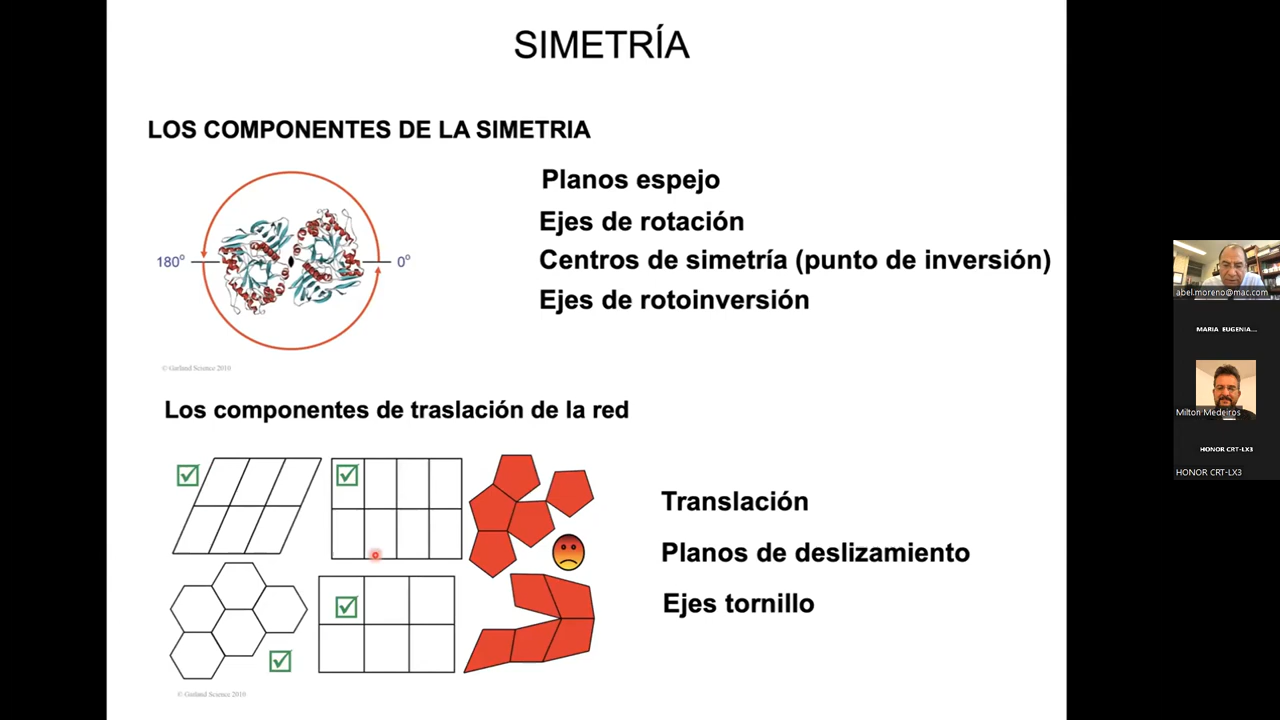 SIMETRÍA
LOS COMPONENTES DE LA SIMETRIA
Planos espejo
Ejes de rotación
Centros de simetría (punto de inversión)
Ejes de rotoinversión
180°
0°
© Garland Science 2010
Los componentes de traslación de la red
Translación
Planos de deslizamiento
Ejes tornillo
© Garland Science 2010
abel.moreno@mac.com
MARIA EUGENIA...
Milton Medeiros
HONOR CRT-LX3
HONOR CRT-LX3